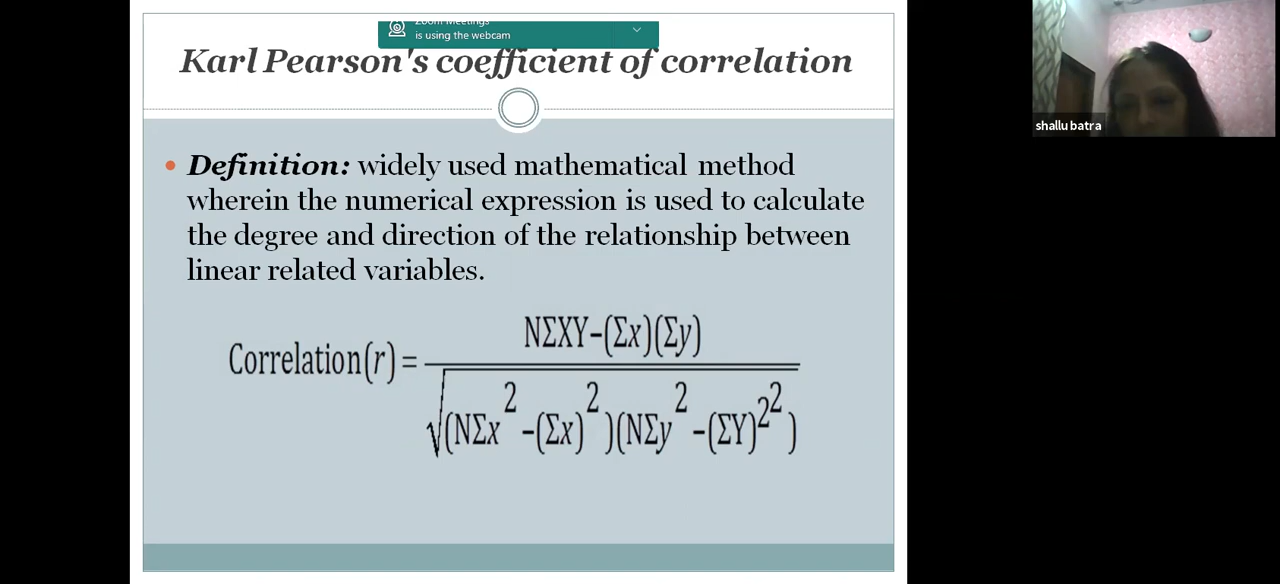 Zoom Meetings
is using the webcam
Karl Pearson's coefficient of correlation
shallu batra
• Definition: widely used mathematical method
wherein the numerical expression is used to calculate
the degree and direction of the relationship between
linear related variables.
NΣXY–(Σx)(Σy)
Correlation(r) =
√(NΣx²–(Σx)²)(NΣy²–(ΣY)²²)